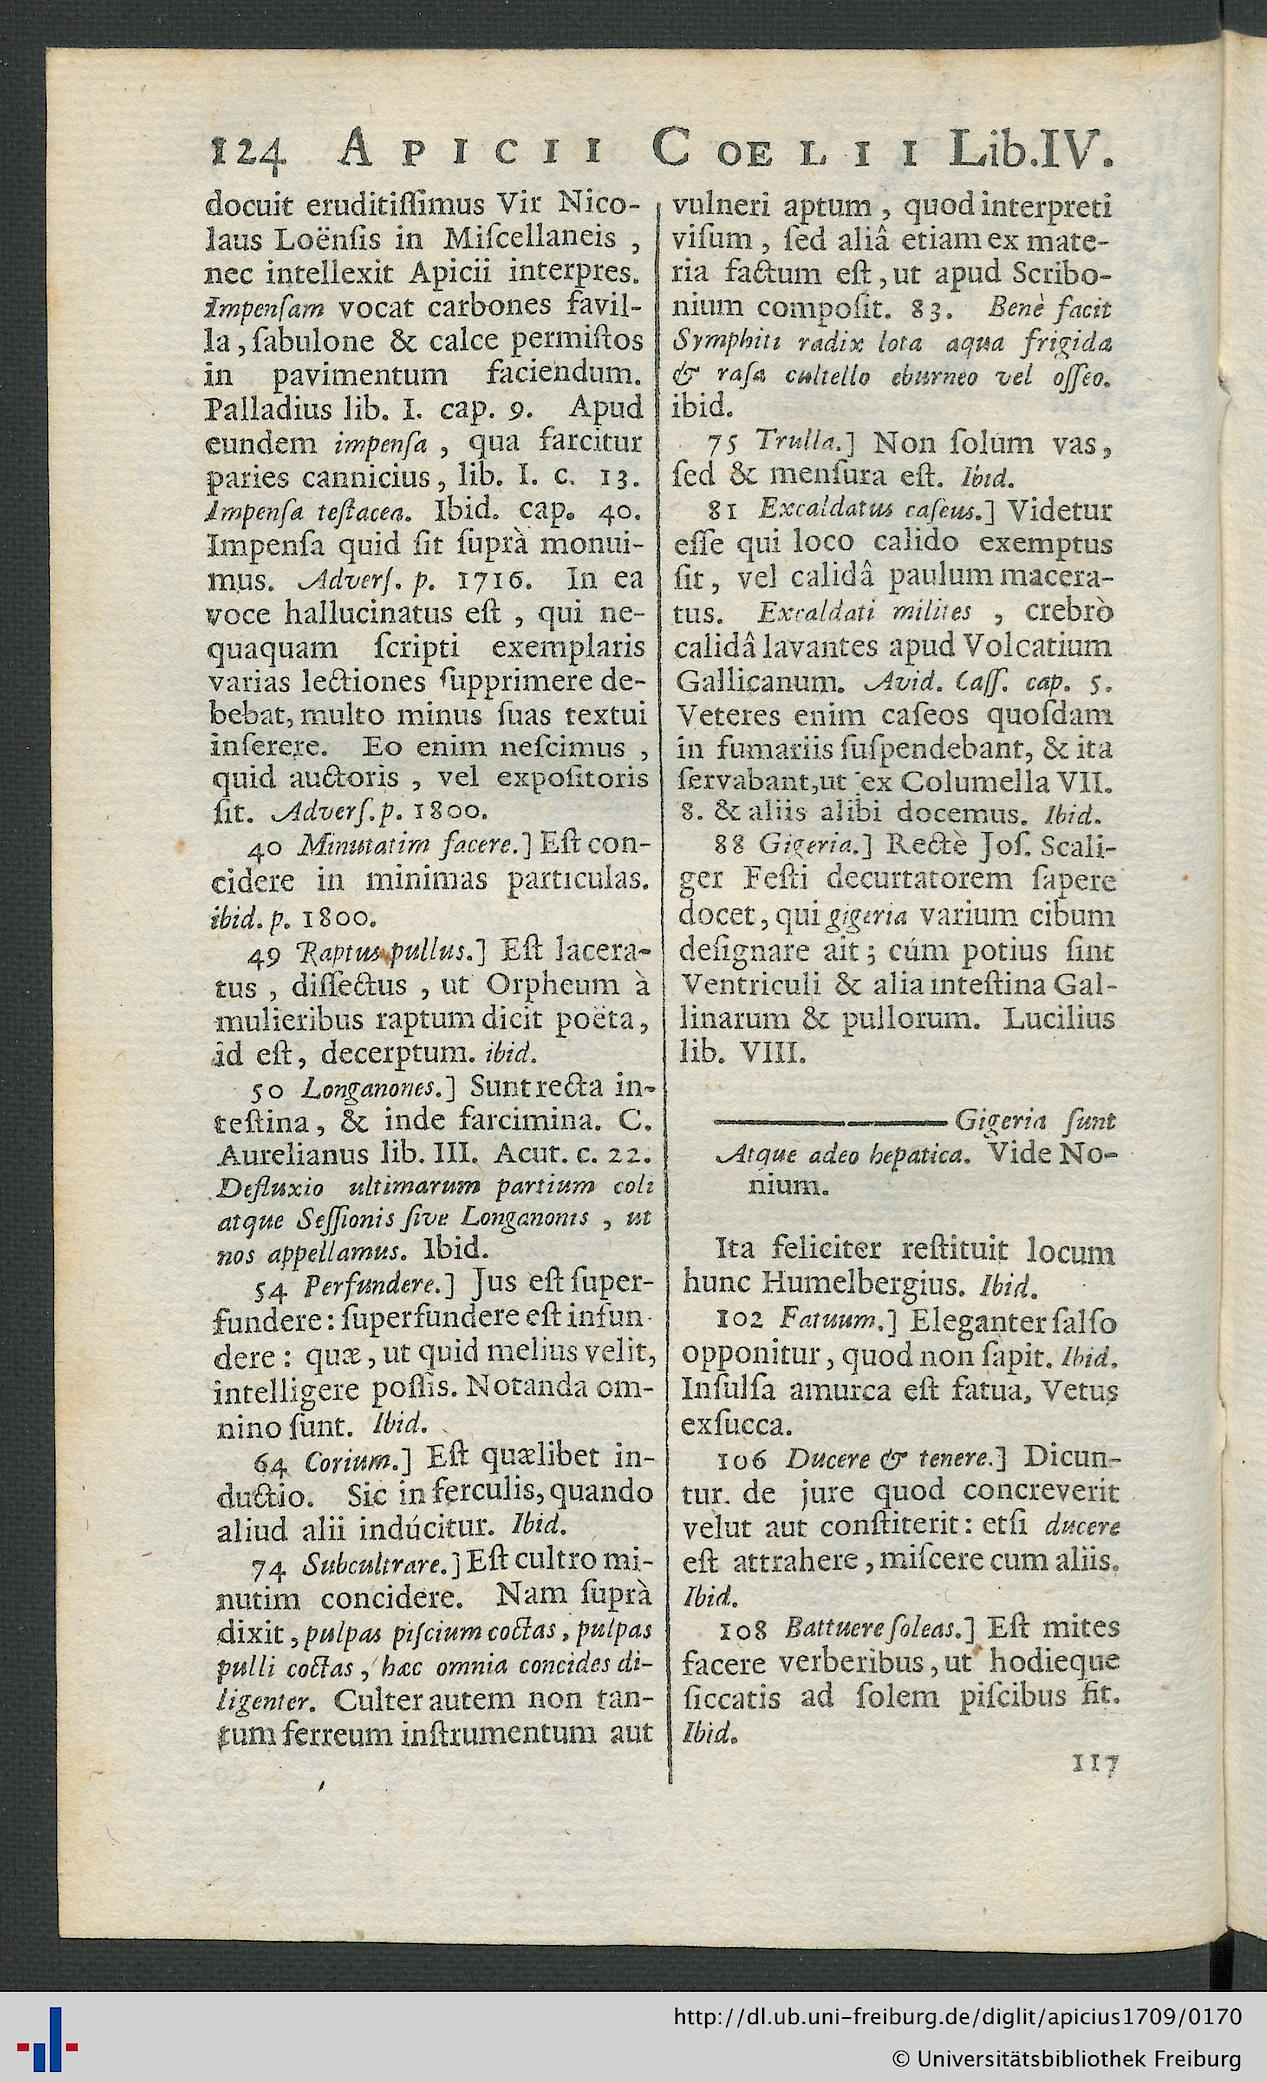 124 APICII COELII Lib.IV.
docuit eruditiſſimus Vir Nico-
laus Loënſis in Miſcellaneis ,
nec intellexit Apicii interpres.
Impenſam vocat carbones favil-
la, ſabulone & calce permiſtos
in pavimentum faciendum.
Palladius lib. I. cap. 9. Apud
eundem impenſa , qua farcitur
paries cannicius, lib. I. c. 13.
Impenſa teſtacea. Ibid. cap. 40.
Impenſa quid ſit ſuprà monui-
mus. Adverſ. p. 1716. In ea
voce hallucinatus eſt , qui ne-
quaquam ſcripti exemplaris
varias lectiones ſupprimere de-
bebat, multo minus ſuas textui
inſerere. Eo enim neſcimus ,
quid auctoris , vel expoſitoris
ſit. Adverſ. p. 1800.
40 Minutatim facere.] Eſt con-
cidere in minimas particulas.
ibid. p. 1800.
49 Raptus pullus.] Eſt lacera-
tus , diſſectus , ut Orpheum à
mulieribus raptum dicit poëta,
id eſt, decerptum. ibid.
50 Longanones.] Sunt recta in-
teſtina, & inde farcimina. C.
Aurelianus lib. III. Acut. c. 22.
Defluxio ultimarum partium coli
atque Seſſionis ſive Longanonis , ut
nos appellamus. Ibid.
54 Perfundere.] Jus eſt ſuper-
fundere: ſuperfundere eſt infun-
dere: quæ, ut quid melius velit,
intelligere poſſis. Notanda om-
nino ſunt. Ibid.
64 Corium.] Eſt quælibet in-
ductio. Sic in ferculis, quando
aliud alii indúcitur. Ibid.
74 Subcultrare.] Eſt cultro mi-
nutim concidere. Nam ſuprà
dixit, pulpas piſcium coctas, pulpas
pulli coctas, hæc omnia concides di-
ligenter. Culter autem non tan-
tum ferreum inſtrumentum aut
vulneri aptum , quod interpreti
viſum , ſed aliâ etiam ex mate-
ria factum eſt, ut apud Scribo-
nium compoſit. 83. Benè facit
Symphiti radix lota aqua frigida
& raſa cultello eburneo vel oſſeo.
ibid.
75 Trulla.] Non ſolùm vas,
ſed & menſura eſt. Ibid.
81 Excaldatus caſeus.] Videtur
eſſe qui loco calido exemptus
ſit, vel calidâ paulum macera-
tus. Excaldati milites , crebrò
calidâ lavantes apud Volcatium
Gallicanum. Avid. Caſſ. cap. 5.
Veteres enim caſeos quoſdam
in fumariis ſuſpendebant, & ita
ſervabant, ut ex Columella VII.
8. & aliis alibi docemus. Ibid.
88 Gigeria.] Rectè Joſ. Scali-
ger Feſti decurtatorem ſapere
docet, qui gigeria varium cibum
deſignare ait; cúm potius ſint
Ventriculi & alia inteſtina Gal-
linarum & pullorum. Lucilius
lib. VIII.
——— Gigeria ſunt
Atque adeo hepatica. Vide No-
nium.
Ita feliciter reſtituit locum
hunc Humelbergius. Ibid.
102 Fatuum.] Eleganter ſalſo
opponitur, quod non ſapit. Ibid.
Inſulſa amurca eſt fatua, Vetus
exſucca.
106 Ducere & tenere.] Dicun-
tur de jure quod concreverit
velut aut conſtiterit: etſi ducere
eſt attrahere, miſcere cum aliis.
Ibid.
108 Battuere ſoleas.] Eſt mites
facere verberibus, ut hodieque
ſiccatis ad ſolem piſcibus fit.
Ibid.
117
http://dl.ub.uni-freiburg.de/diglit/apicius1709/0170
© Universitätsbibliothek Freiburg